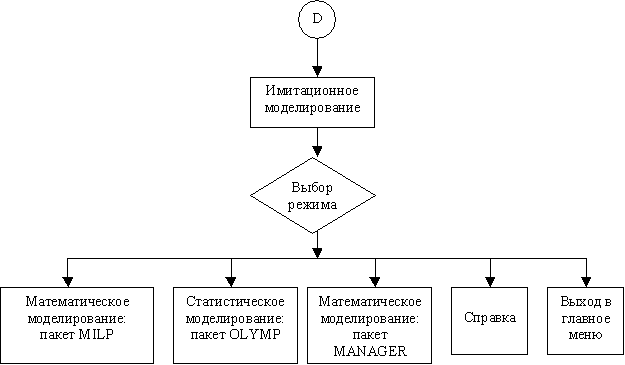 D
Имитационное
моделирование
Выбор
режима
Математическое
моделирование:
пакет MILP
Статистическое
моделирование:
пакет OLYMP
Математическое
моделирование:
пакет
MANAGER
Справка
Выход в
главное
меню